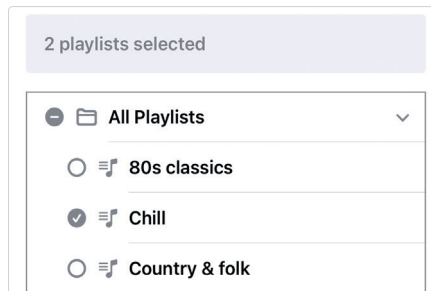 2 playlists selected
All Playlists
80s classics
Chill
Country & folk